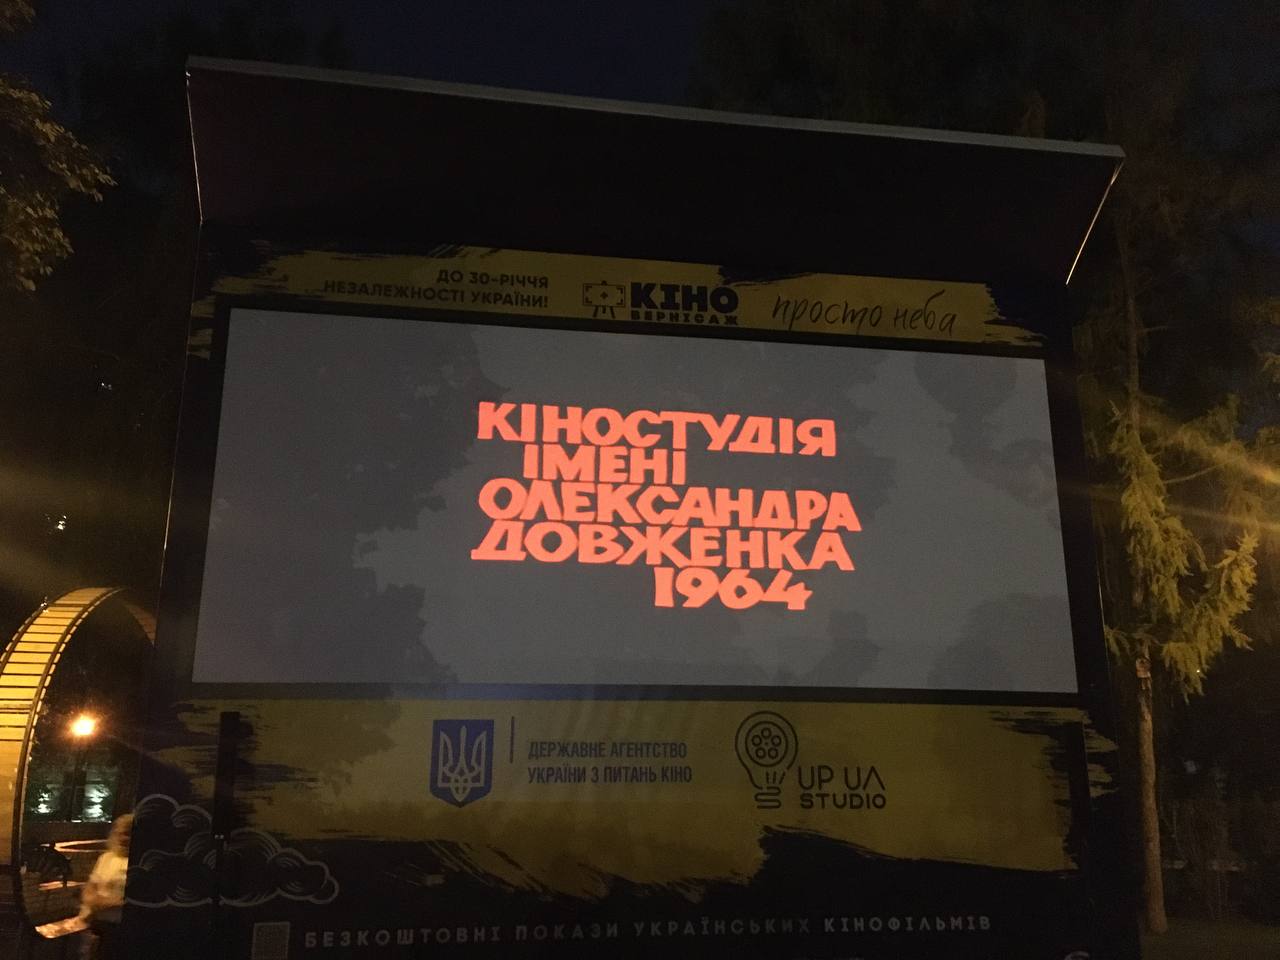 ДО 30-РІЧЧЯ
НЕЗАЛЕЖНОСТІ УКРАЇНИ!
КІНО
ВЕРНІСАЖ
просто неба
КІНОСТУДІЯ
ІМЕНІ
ОЛЕКСАНДРА
ДОВЖЕНКА
1964
ДЕРЖАВНЕ АГЕНТСТВО
УКРАЇНИ З ПИТАНЬ КІНО
UP UA
STUDIO
БЕЗКОШТОВНІ ПОКАЗИ УКРАЇНСЬКИХ КІНОФІЛЬМІВ